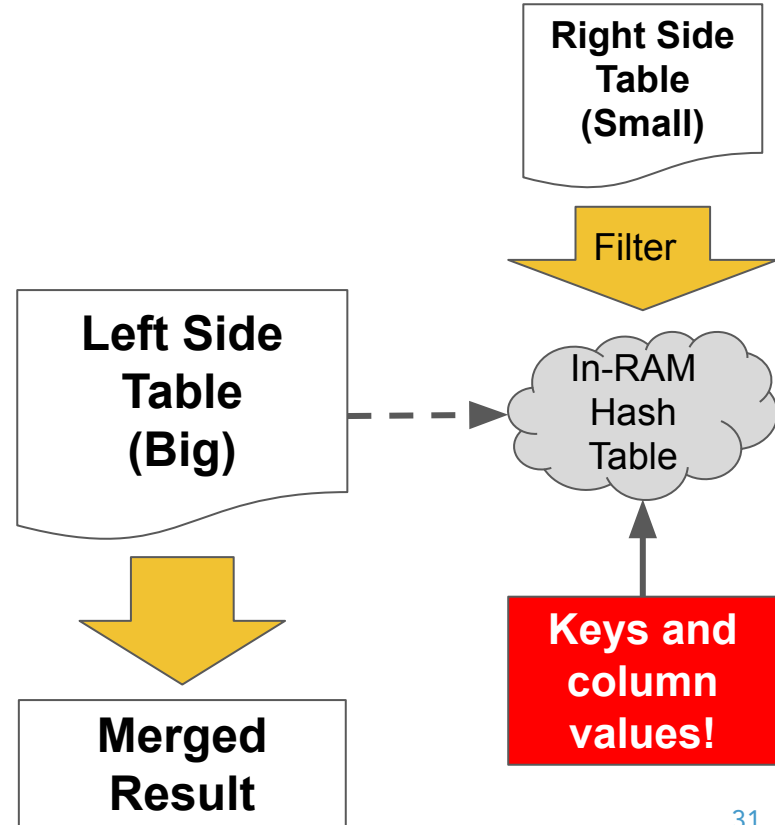 Right Side
Table
(Small)
Filter
Left Side
Table
(Big)
In-RAM
Hash
Table
Keys and
column
values!
Merged
Result
31